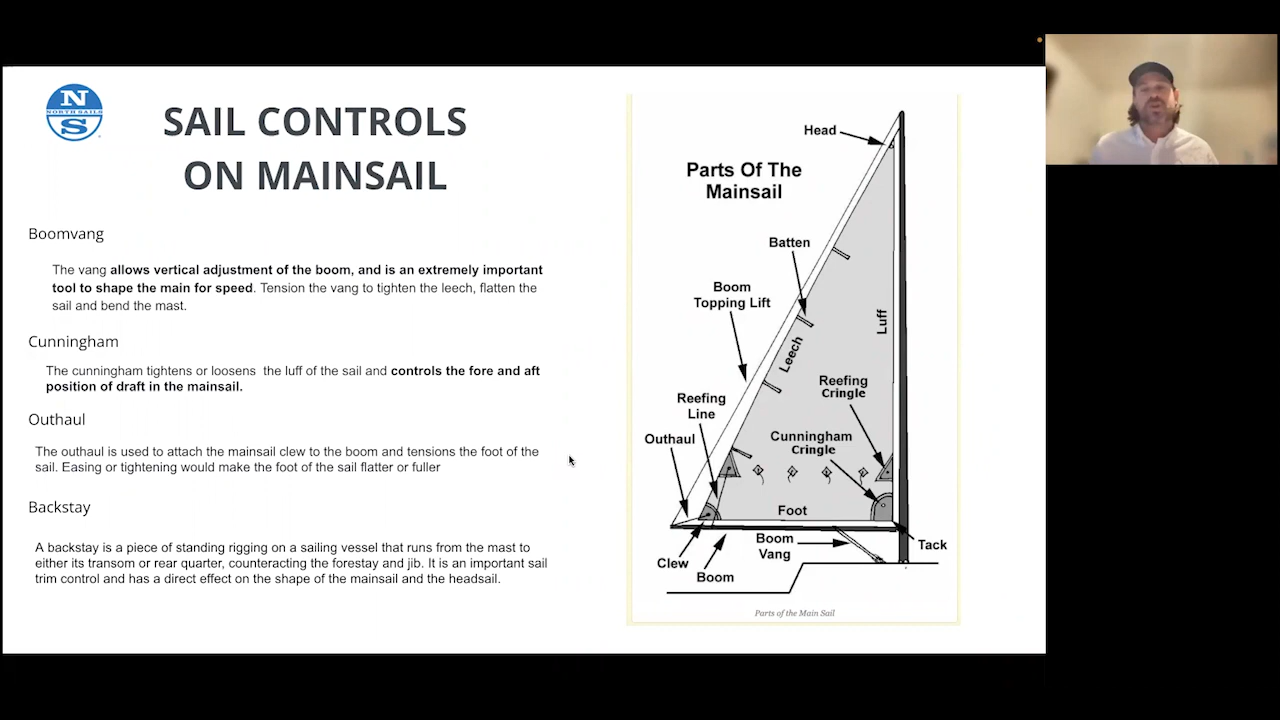 N
NORTH SAILS
S
SAIL CONTROLS
ON MAINSAIL
Boomvang
The vang allows vertical adjustment of the boom, and is an extremely important
tool to shape the main for speed. Tension the vang to tighten the leech, flatten the
sail and bend the mast.
Cunningham
The cunningham tightens or loosens  the luff of the sail and controls the fore and aft
position of draft in the mainsail.
Outhaul
The outhaul is used to attach the mainsail clew to the boom and tensions the foot of the
sail. Easing or tightening would make the foot of the sail flatter or fuller
Backstay
A backstay is a piece of standing rigging on a sailing vessel that runs from the mast to
either its transom or rear quarter, counteracting the forestay and jib. It is an important sail
trim control and has a direct effect on the shape of the mainsail and the headsail.
Head
Parts Of The
Mainsail
Batten
Boom
Topping Lift
Luff
Leech
Reefing
Cringle
Reefing
Line
Outhaul
Cunningham
Cringle
Foot
Boom
Vang
Tack
Clew
Boom
Parts of the Main Sail